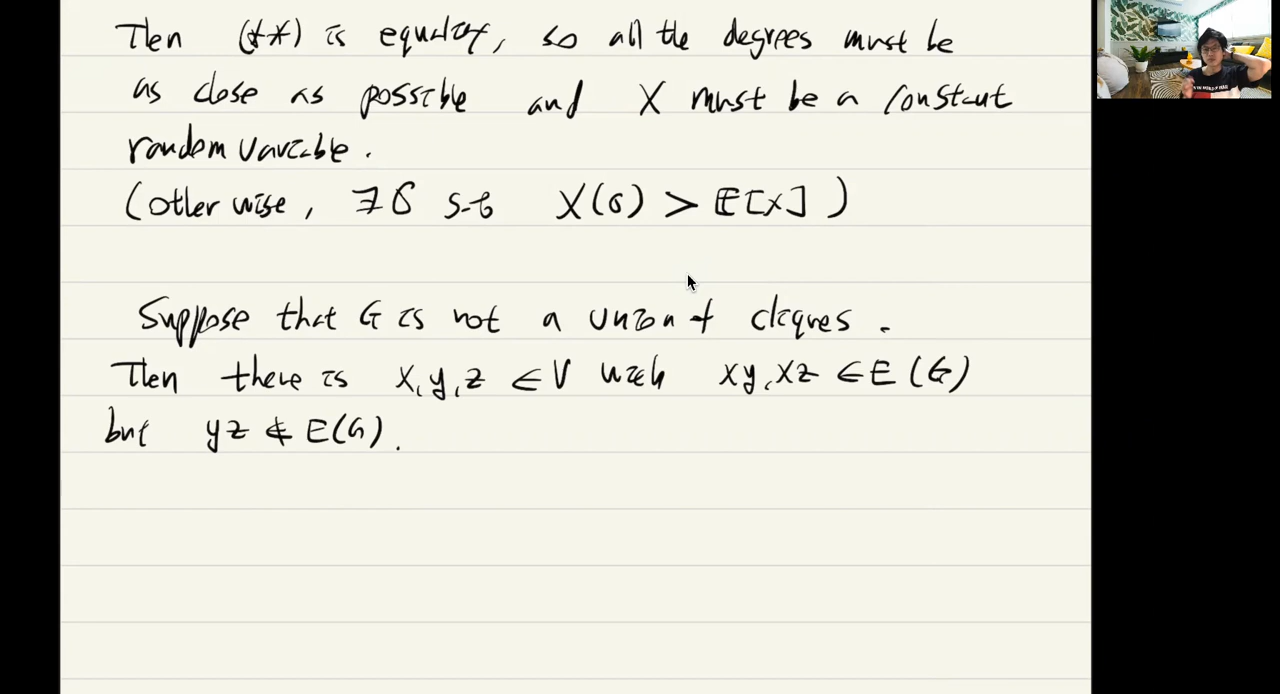 Then (**) is equality, so all the degrees must be
as close as possible and X must be a constant
random variable.
(otherwise, ∃σ s.t X(σ) > 𝔼[X])
Suppose that G is not a union of cliques.
Then there is x, y, z ∈ V with xy, xz ∈ E(G)
but yz ∉ E(G).